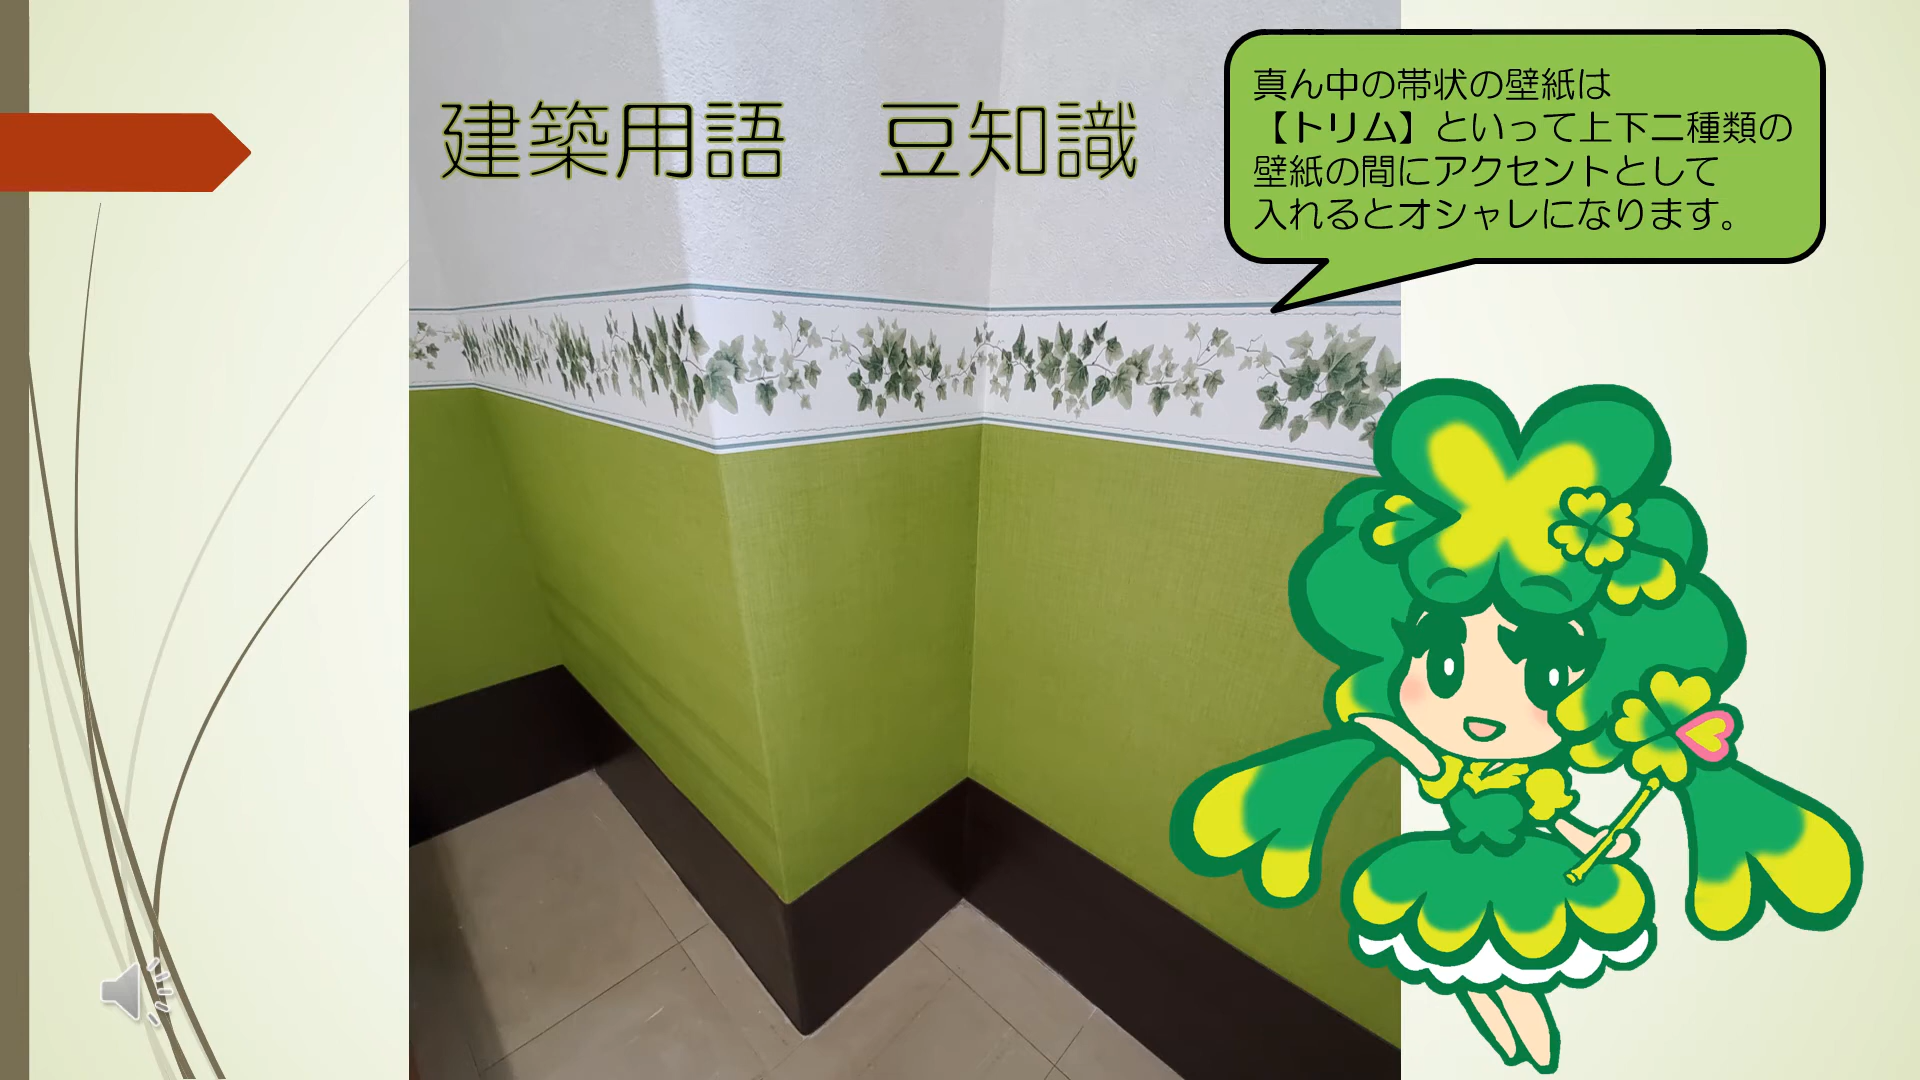 建築用語　豆知識
真ん中の帯状の壁紙は
【トリム】といって上下二種類の
壁紙の間にアクセントとして
入れるとオシャレになります。